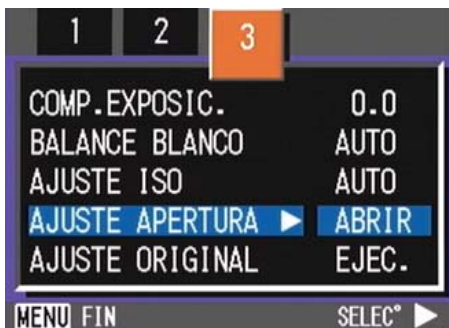 1 2 3
COMP.EXPOSIC. 0.0
BALANCE BLANCO AUTO
AJUSTE ISO AUTO
AJUSTE APERTURA ▶ ABRIR
AJUSTE ORIGINAL EJEC.
MENU FIN SELEC° ▶